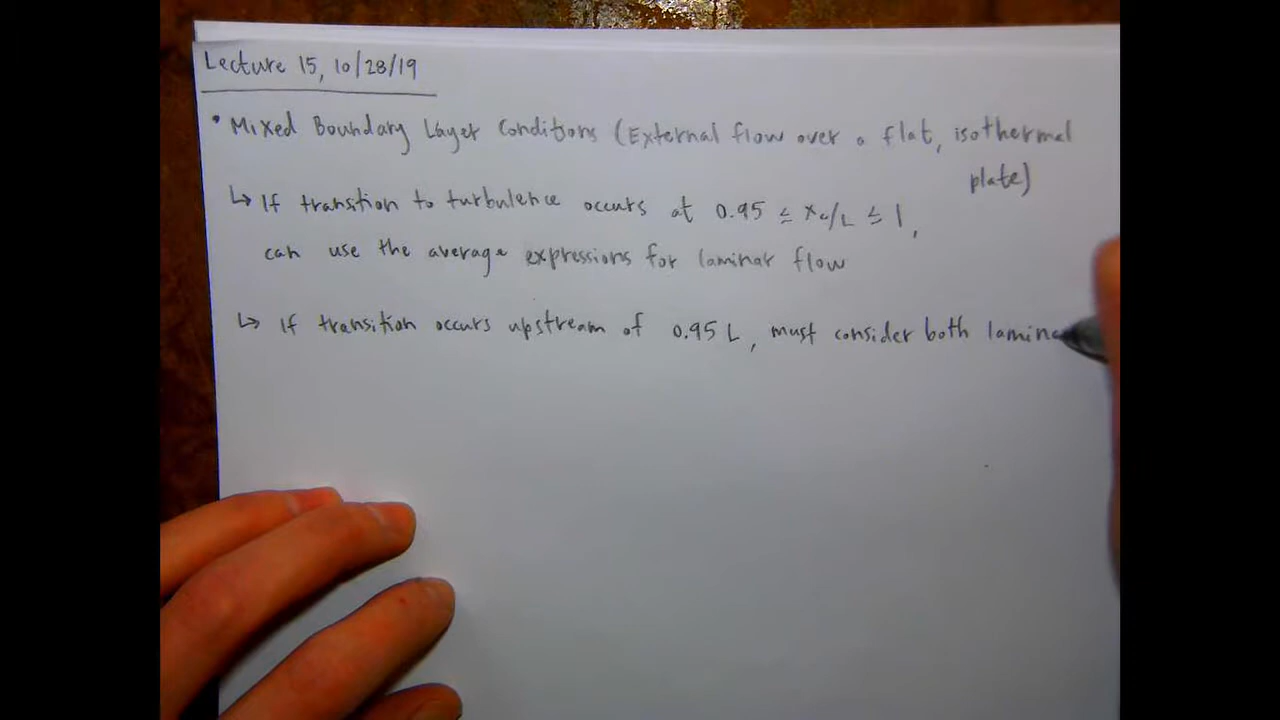 Lecture 15, 10/28/19
• Mixed Boundary Layer Conditions (External flow over a flat, isothermal
plate)
↳ If transition to turbulence occurs at 0.95 ≤ xc/L ≤ 1,
can use the average expressions for laminar flow
↳ If transition occurs upstream of 0.95 L, must consider both lamina